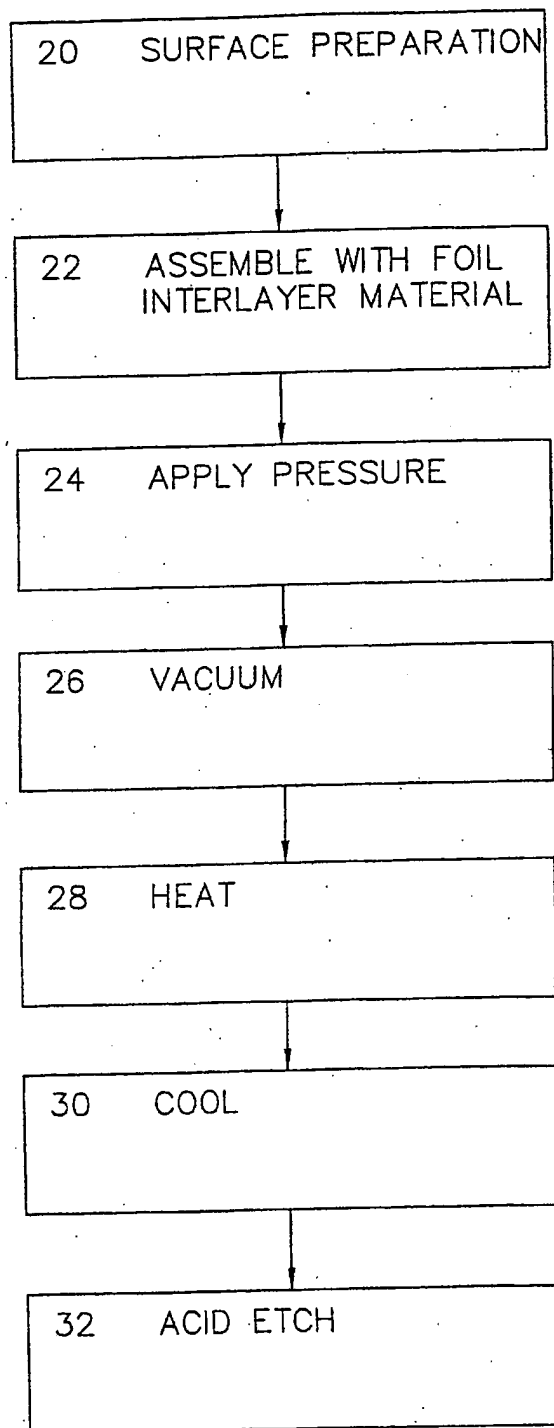 20 SURFACE PREPARATION
22 ASSEMBLE WITH FOIL
INTERLAYER MATERIAL
24 APPLY PRESSURE
26 VACUUM
28 HEAT
30 COOL
32 ACID ETCH